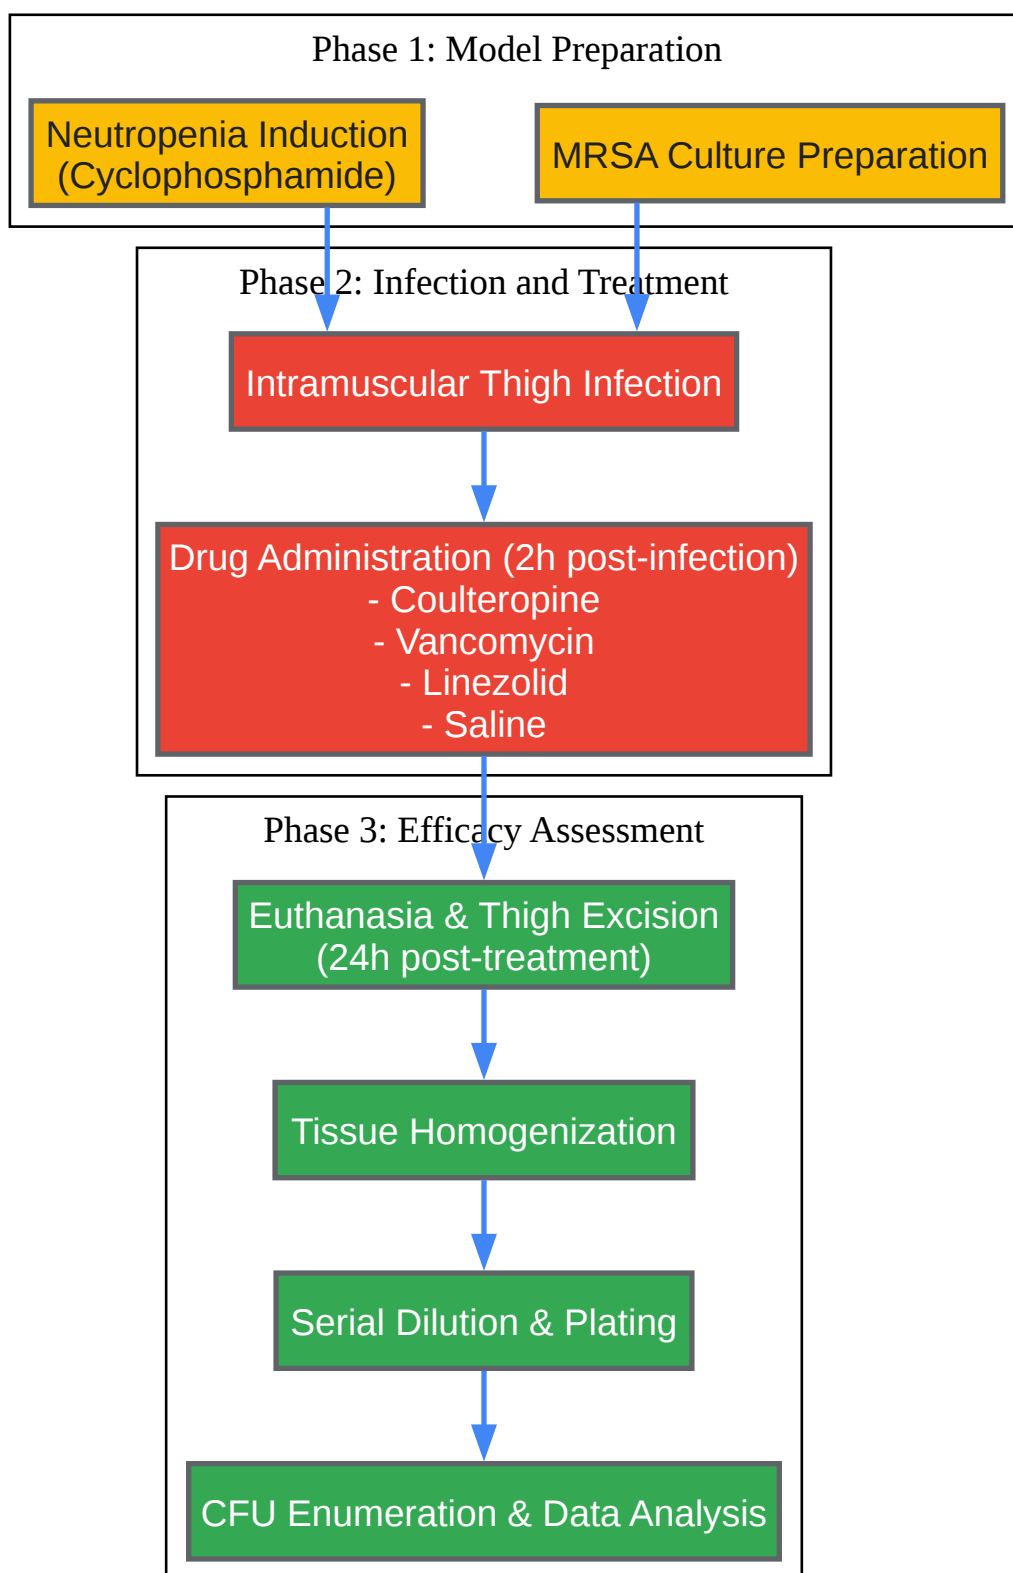 Phase 1: Model Preparation
Neutropenia Induction
(Cyclophosphamide)
MRSA Culture Preparation
Phase 2: Infection and Treatment
Intramuscular Thigh Infection
Drug Administration (2h post-infection)
- Coulteropine
- Vancomycin
- Linezolid
- Saline
Phase 3: Efficacy Assessment
Euthanasia & Thigh Excision
(24h post-treatment)
Tissue Homogenization
Serial Dilution & Plating
CFU Enumeration & Data Analysis